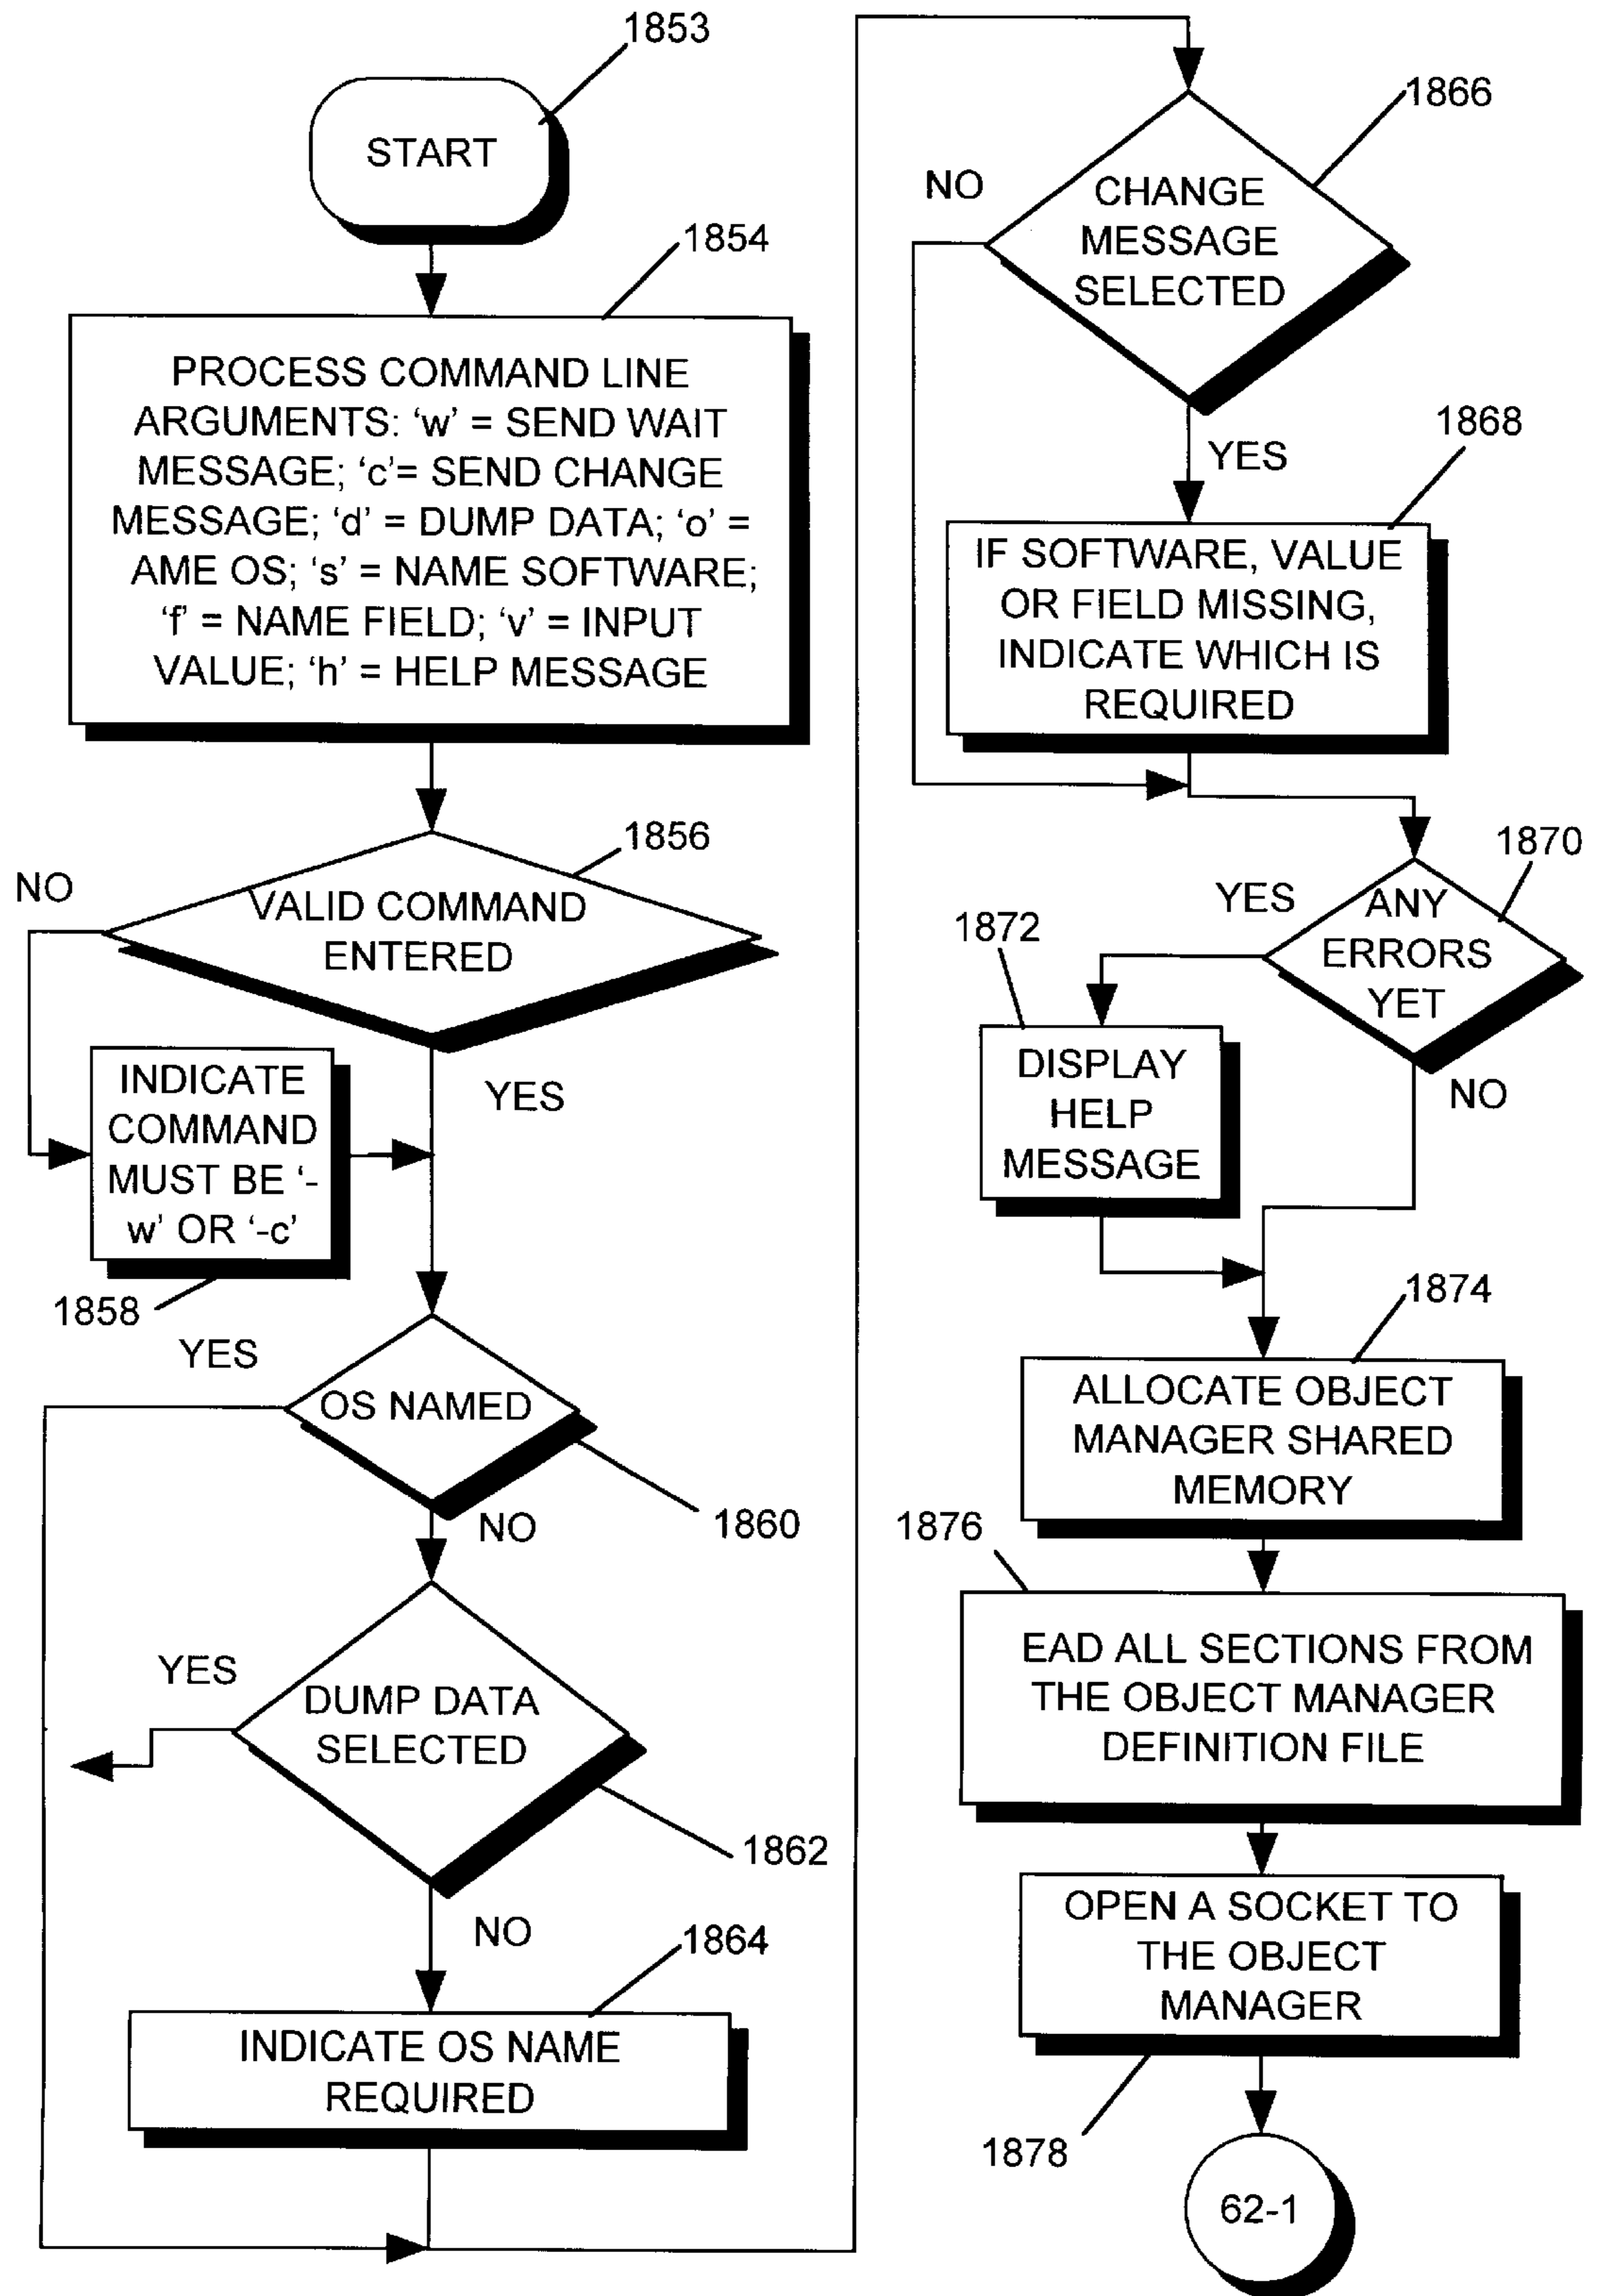 1853
START
1854
PROCESS COMMAND LINE
ARGUMENTS: ‘w’ = SEND WAIT
MESSAGE; ‘c’= SEND CHANGE
MESSAGE; ‘d’ = DUMP DATA; ‘o’ =
AME OS; ‘s’ = NAME SOFTWARE;
‘f’ = NAME FIELD; ‘v’ = INPUT
VALUE; ‘h’ = HELP MESSAGE
1856
NO
VALID COMMAND
ENTERED
YES
INDICATE
COMMAND
MUST BE ‘-
w’ OR ‘-c’
1858
YES
OS NAMED
1860
NO
YES
DUMP DATA
SELECTED
1862
NO
1864
INDICATE OS NAME
REQUIRED
1866
NO
CHANGE
MESSAGE
SELECTED
YES
1868
IF SOFTWARE, VALUE
OR FIELD MISSING,
INDICATE WHICH IS
REQUIRED
1870
YES
ANY
ERRORS
YET
NO
1872
DISPLAY
HELP
MESSAGE
1874
ALLOCATE OBJECT
MANAGER SHARED
MEMORY
1876
EAD ALL SECTIONS FROM
THE OBJECT MANAGER
DEFINITION FILE
OPEN A SOCKET TO
THE OBJECT
MANAGER
1878
62-1